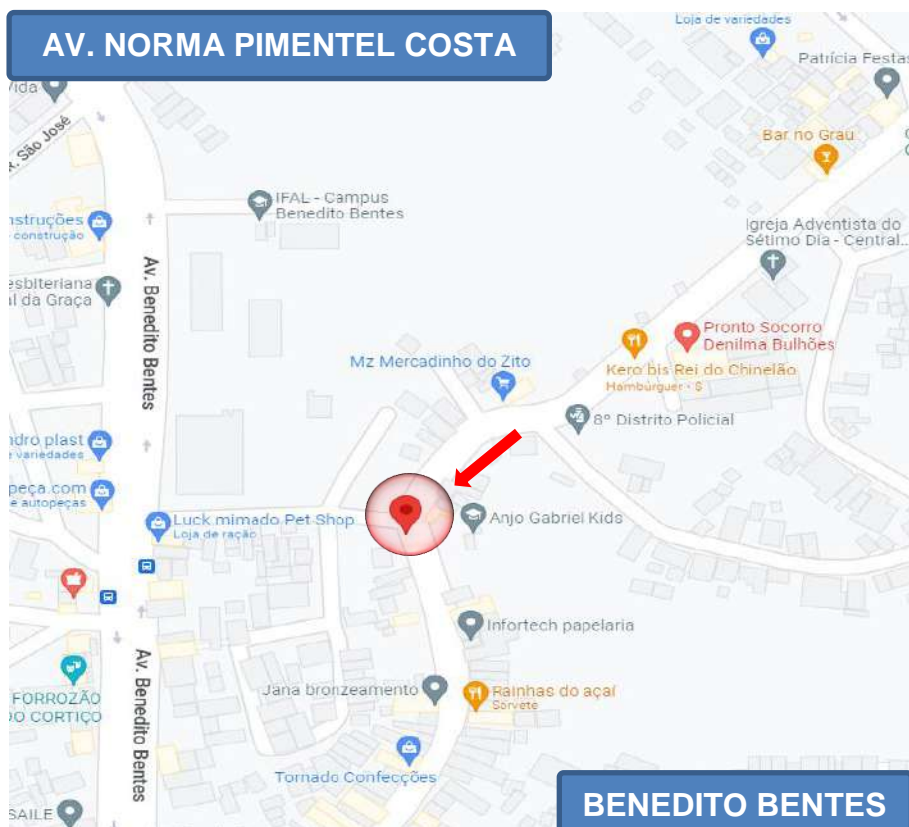 AV. NORMA PIMENTEL COSTA
Loja de variedades
Patrícia Festas
Vida
R. São José
Bar no Grau
IFAL - Campus
Benedito Bentes
nstruções
construção
Igreja Adventista do
Sétimo Dia - Central...
esbiteriana
al da Graça
Av. Benedito Bentes
Pronto Socorro
Denilma Bulhões
Mz Mercadinho do Zito
Kero bis Rei do Chinelão
Hambúrguer · $
8º Distrito Policial
ndro plast
variedades
peça.com
e autopeças
Luck mimado Pet Shop
Loja de ração
Anjo Gabriel Kids
Infortech papelaria
Av. Benedito Bentes
Jana bronzeamento
Rainhas do açaí
Sorvete
FORROZÃO
DO CORTIÇO
Tornado Confecções
SAILE
BENEDITO BENTES